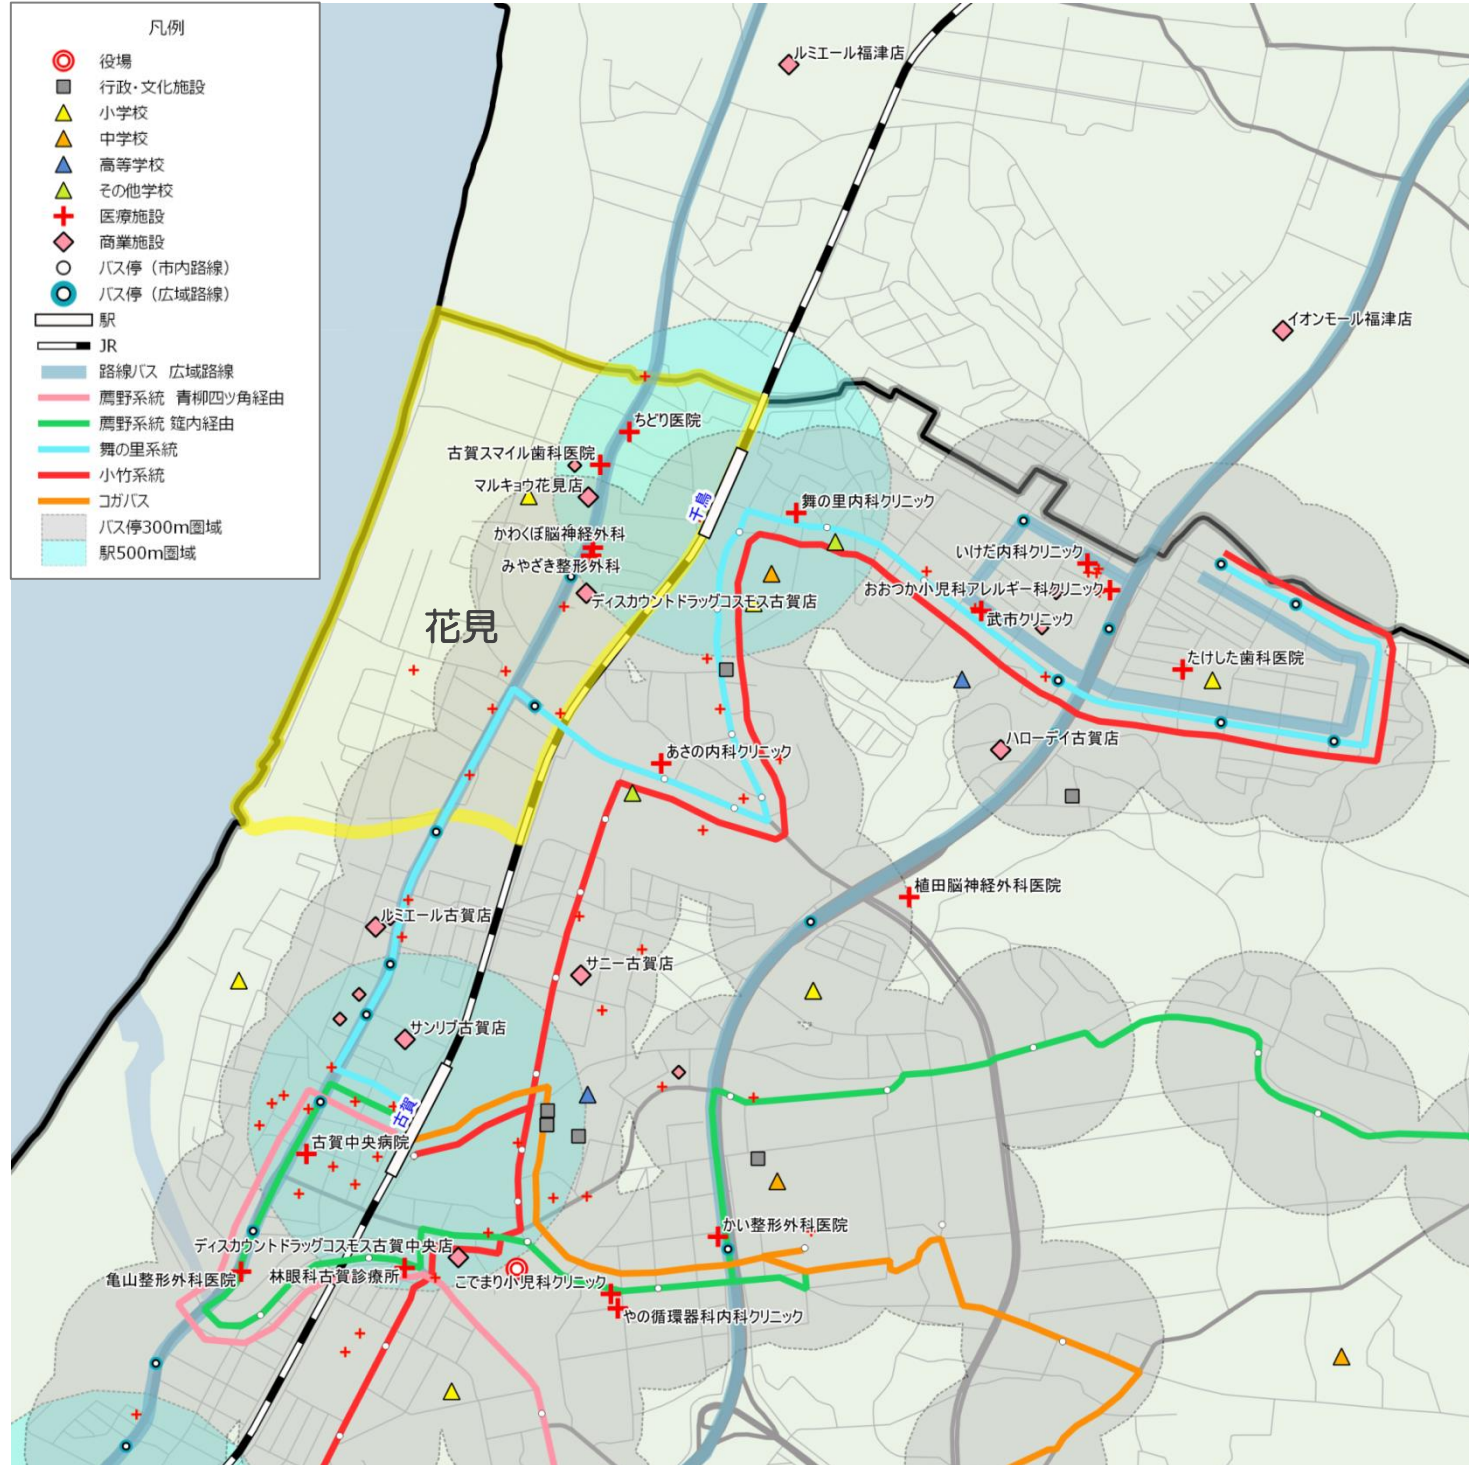 凡例
役場
行政・文化施設
小学校
中学校
高等学校
その他学校
医療施設
商業施設
バス停（市内路線）
バス停（広域路線）
駅
JR
路線バス 広域路線
薦野系統 青柳四ツ角経由
薦野系統 筵内経由
舞の里系統
小竹系統
コガバス
バス停300m圏域
駅500m圏域
ルミエール福津店
イオンモール福津店
ちどり医院
古賀スマイル歯科医院
マルキョウ花見店
千鳥
舞の里内科クリニック
かわくぼ脳神経外科
みやざき整形外科
いけだ内科クリニック
おおつか小児科アレルギー科クリニック
ディスカウントドラッグコスモス古賀店
武市クリニック
花見
たけした歯科医院
ハローデイ古賀店
あさの内科クリニック
植田脳神経外科医院
ルミエール古賀店
サニー古賀店
サンリブ古賀店
古賀
古賀中央病院
かい整形外科医院
ディスカウントドラッグコスモス古賀中央店
亀山整形外科医院
林眼科古賀診療所
こでまり小児科クリニック
やの循環器科内科クリニック